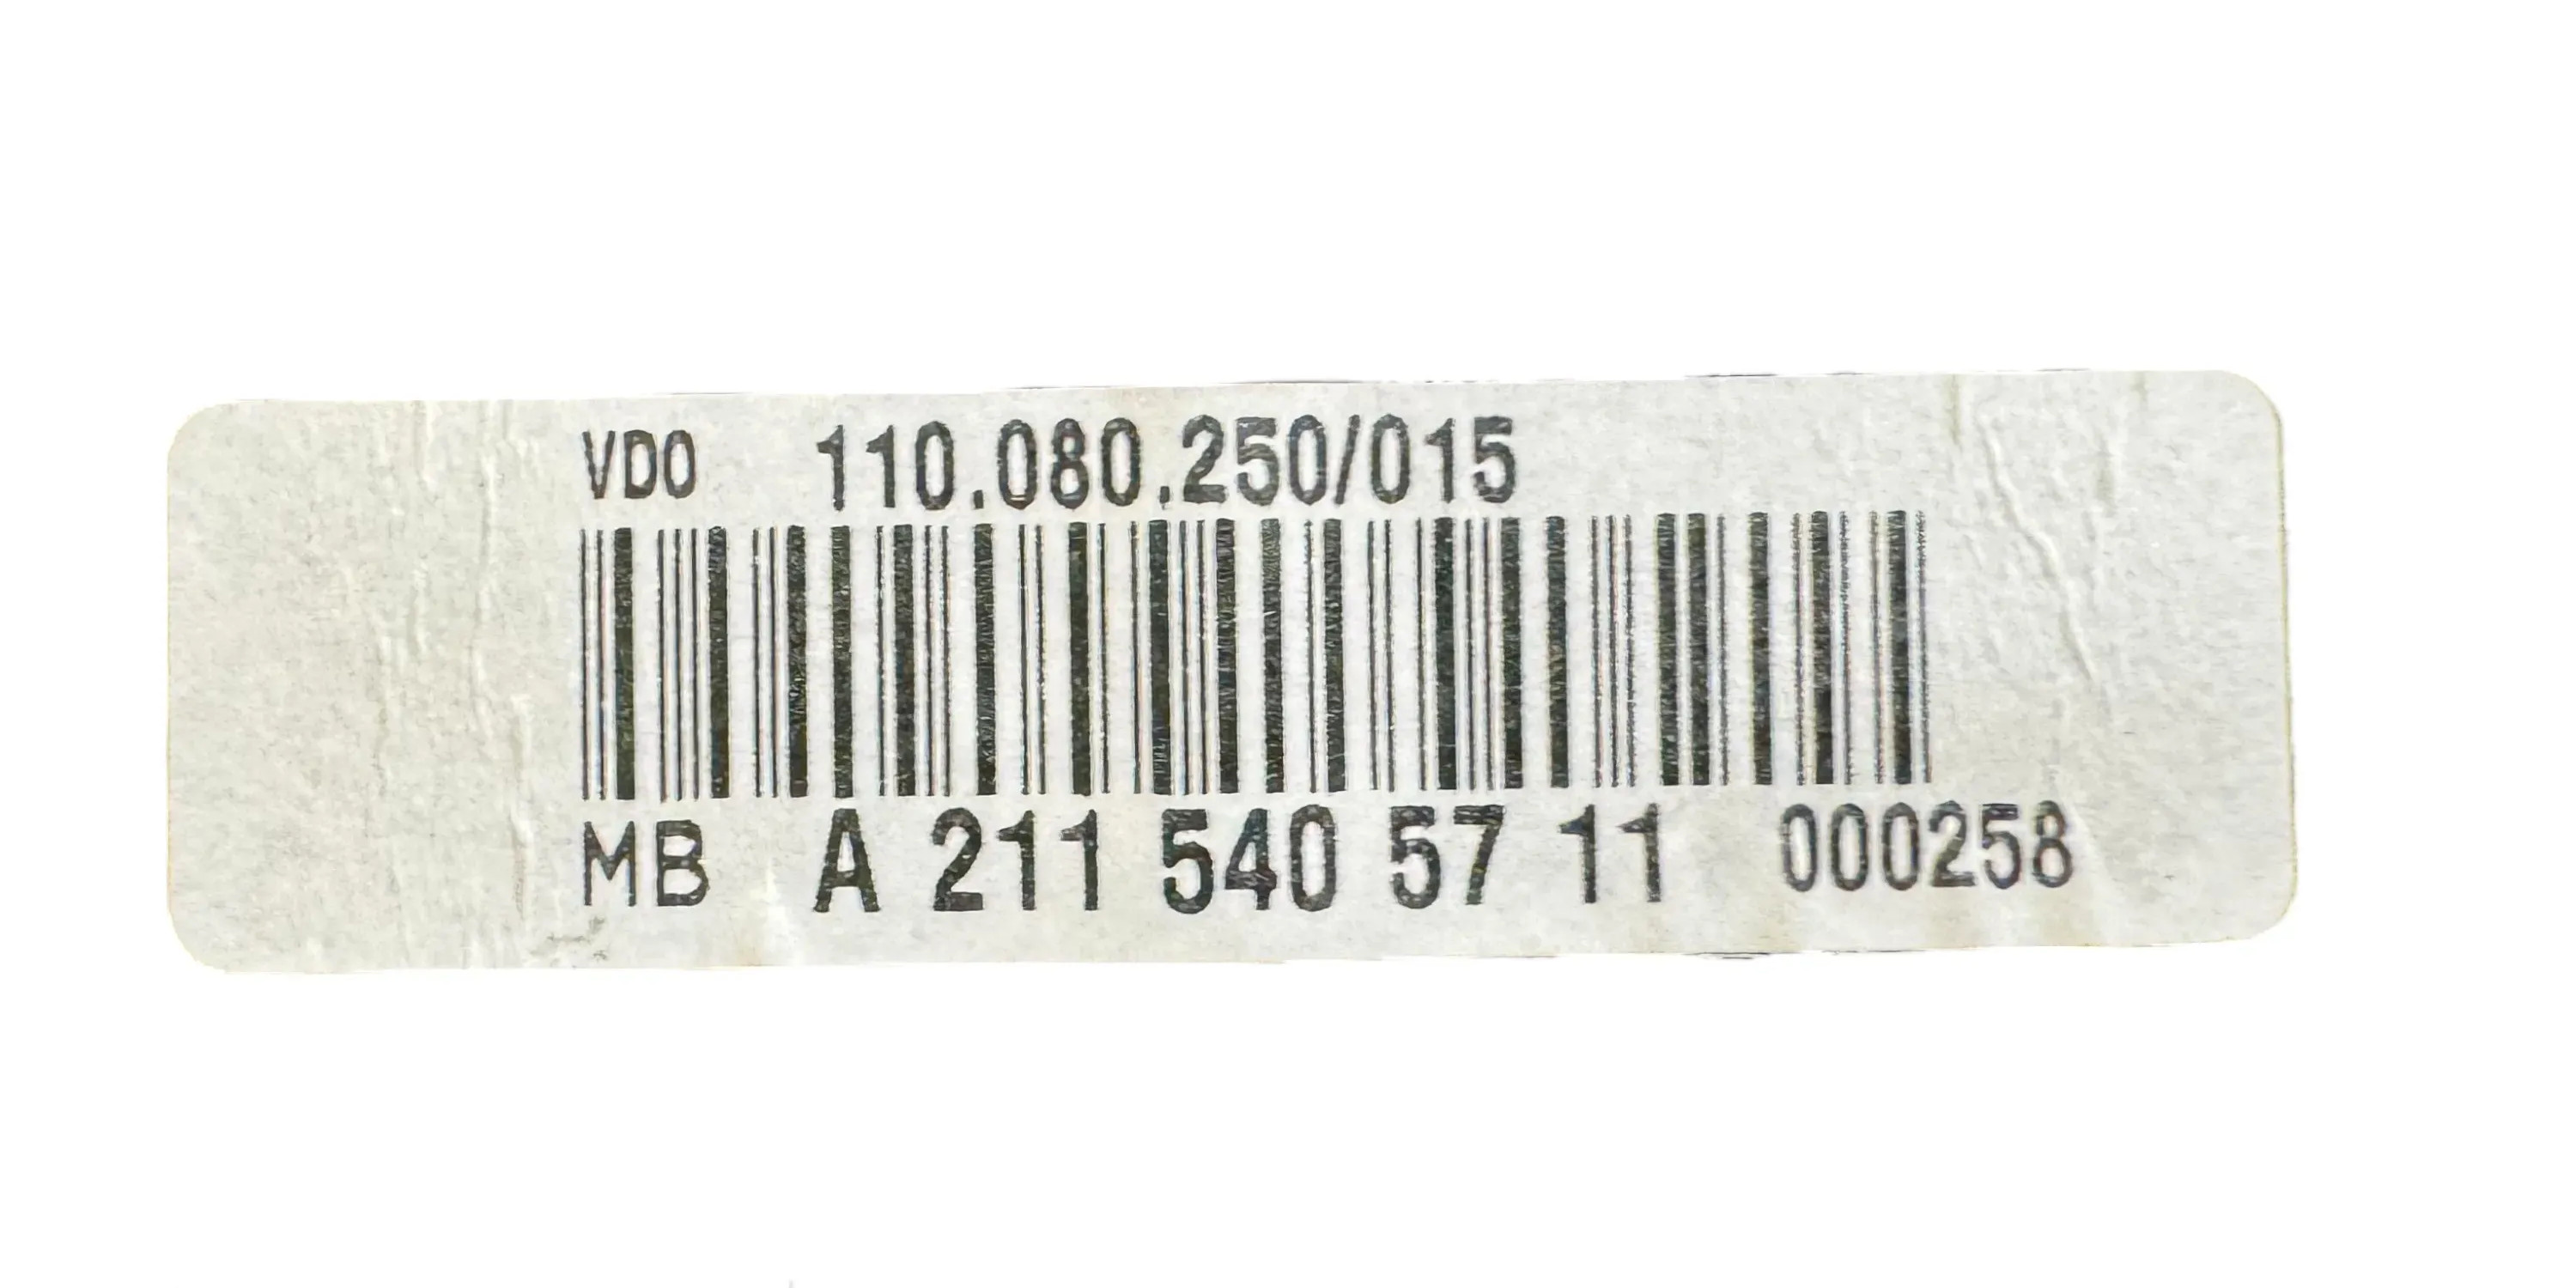 VDO 110.080.250/015
MB A 211 540 57 11 000258